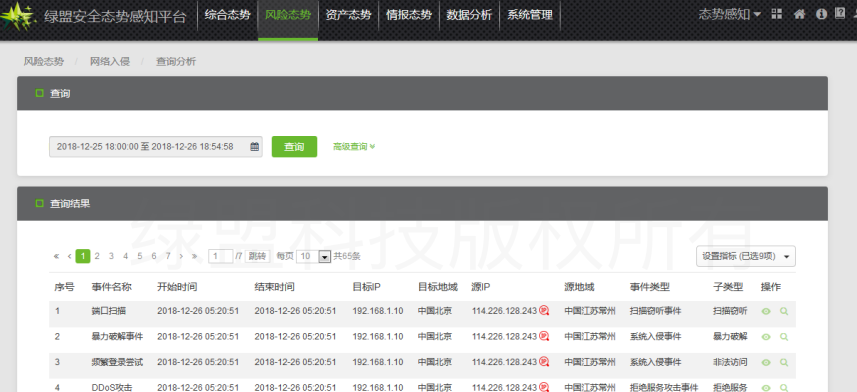 绿盟安全态势感知平台 综合态势 风险态势 资产态势 情报态势 数据分析 系统管理 态势感知
风险态势 / 网络入侵 / 查询分析
查询
2018-12-25 18:00:00 至 2018-12-26 18:54:58 查询 高级查询
查询结果
绿盟科技版权所有
« ‹ 1 2 3 4 5 6 7 › » 1 /7 跳转 每页 10 共65条 设置指标 (已选9项)
序号 事件名称 开始时间 结束时间 目标IP 目标地域 源IP 源地域 事件类型 子类型 操作
1 端口扫描 2018-12-26 05:20:51 2018-12-26 05:20:51 192.168.1.10 中国北京 114.226.128.243 中国江苏常州 扫描窃听事件 扫描窃听
2 暴力破解事件 2018-12-26 05:20:51 2018-12-26 05:20:51 192.168.1.10 中国北京 114.226.128.243 中国江苏常州 系统入侵事件 暴力破解
3 频繁登录尝试 2018-12-26 05:20:51 2018-12-26 05:20:51 192.168.1.10 中国北京 114.226.128.243 中国江苏常州 系统入侵事件 非法访问
4 DDoS攻击 2018-12-26 05:20:51 2018-12-26 05:20:51 192.168.1.10 中国北京 114.226.128.243 中国江苏常州 拒绝服务攻击事件 拒绝服务